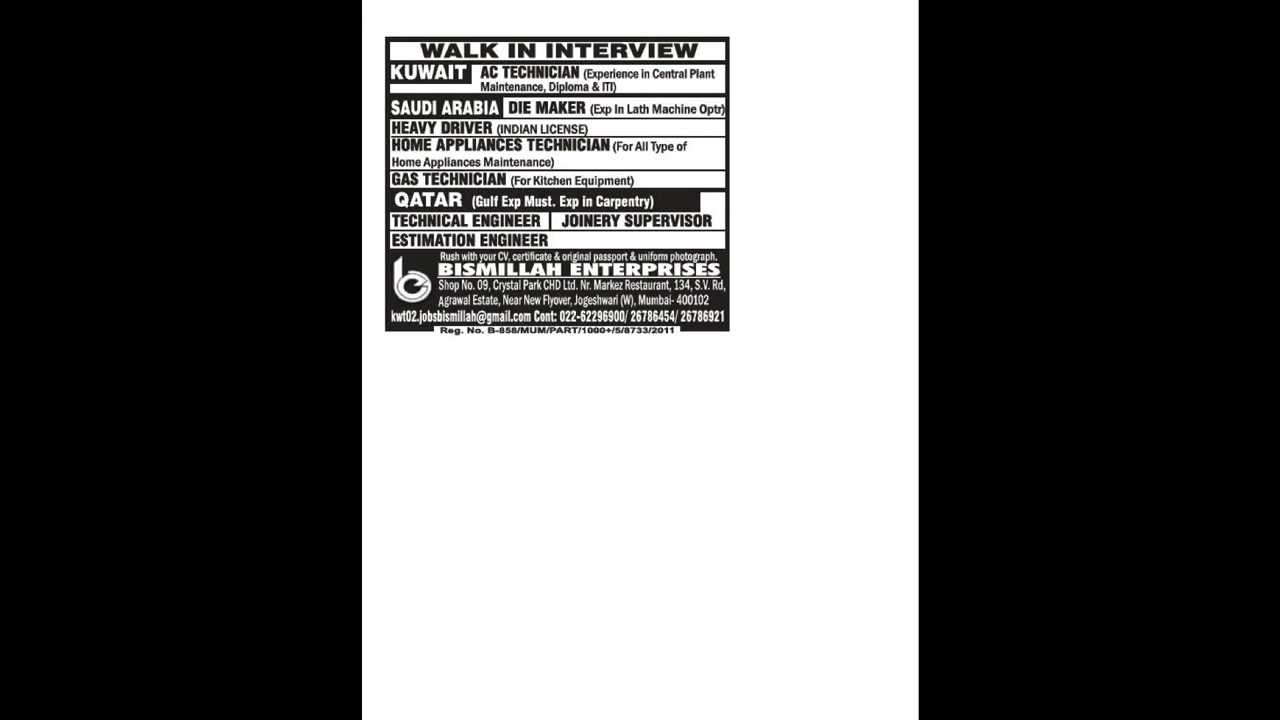 WALK IN INTERVIEW
KUWAIT AC TECHNICIAN (Experience in Central Plant
Maintenance, Diploma & ITI)
SAUDI ARABIA DIE MAKER (Exp In Lath Machine Optr)
HEAVY DRIVER (INDIAN LICENSE)
HOME APPLIANCES TECHNICIAN (For All Type of
Home Appliances Maintenance)
GAS TECHNICIAN (For Kitchen Equipment)
QATAR (Gulf Exp Must. Exp in Carpentry)
TECHNICAL ENGINEER JOINERY SUPERVISOR
ESTIMATION ENGINEER
Rush with your CV, certificate & original passport & uniform photograph.
BISMILLAH ENTERPRISES
Shop No. 09, Crystal Park CHD Ltd. Nr. Markez Restaurant, 134, S.V. Rd,
Agrawal Estate, Near New Flyover, Jogeshwari (W), Mumbai- 400102
kwt02.jobsbismillah@gmail.com Cont: 022-62296900/ 26786454/ 26786921
Reg. No. B-858/MUM/PART/1000+/5/8733/2011